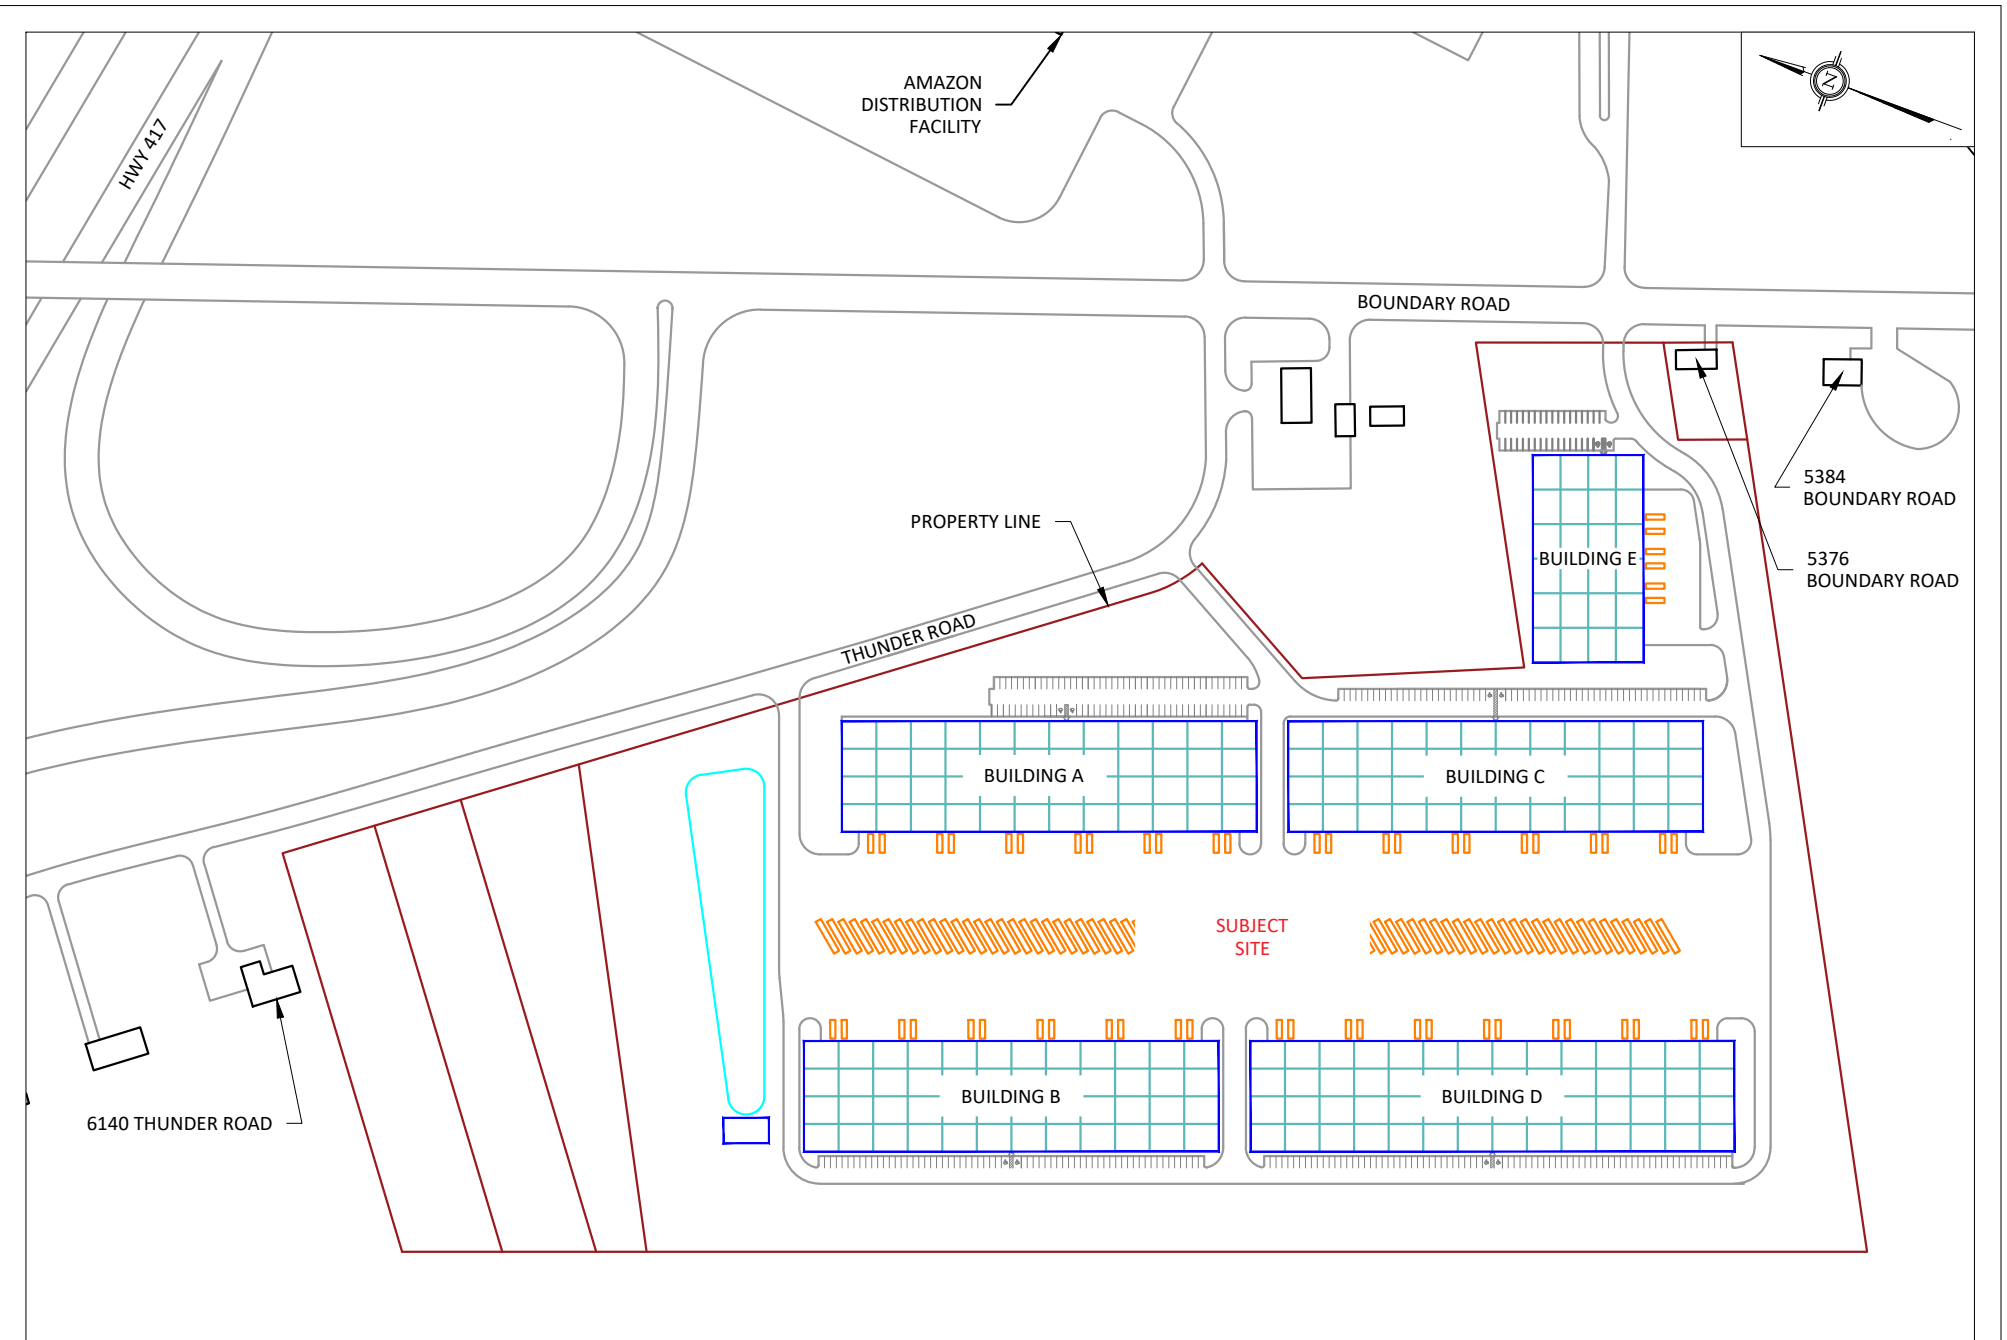 AMAZON
DISTRIBUTION
FACILITY
N
HWY 417
BOUNDARY ROAD
5384
BOUNDARY ROAD
PROPERTY LINE
BUILDING E
5376
BOUNDARY ROAD
THUNDER ROAD
BUILDING A
BUILDING C
SUBJECT
SITE
BUILDING B
BUILDING D
6140 THUNDER ROAD